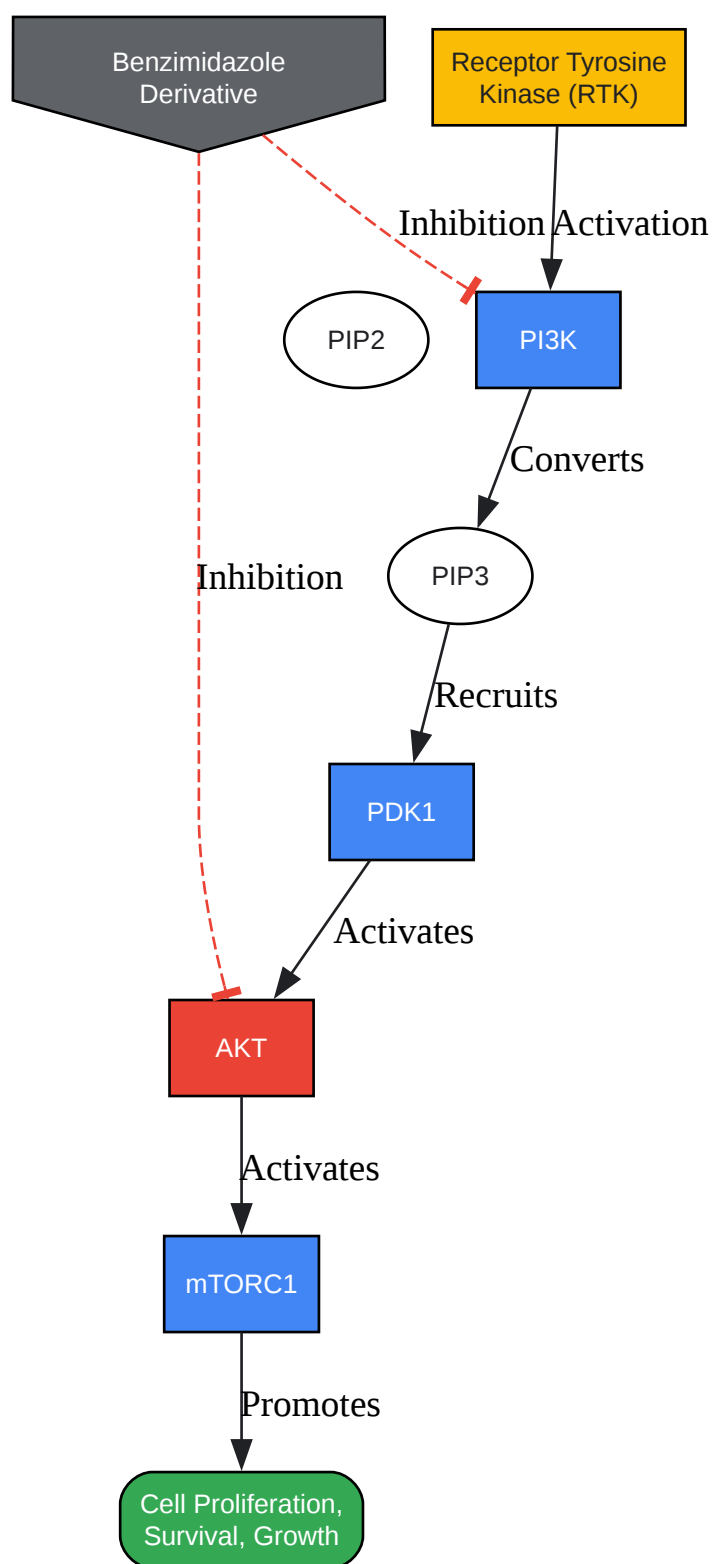 Benzimidazole
Derivative
Receptor Tyrosine
Kinase (RTK)
Inhibition
Activation
PIP2
PI3K
Converts
Inhibition
PIP3
Recruits
PDK1
Activates
AKT
Activates
mTORC1
Promotes
Cell Proliferation,
Survival, Growth